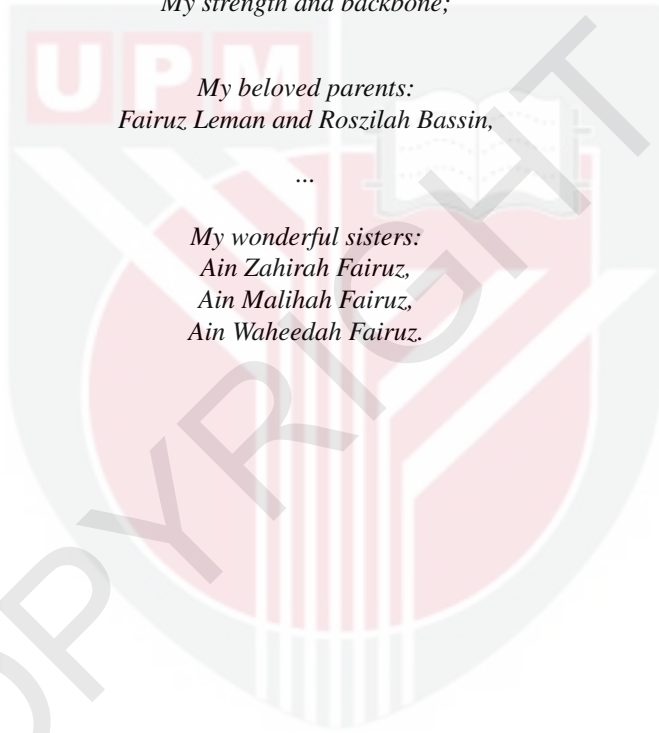 My strength and backbone;
UPM
My beloved parents:
Fairuz Leman and Roszilah Bassin,
...
My wonderful sisters:
Ain Zahirah Fairuz,
Ain Malihah Fairuz,
Ain Waheedah Fairuz.
OPYRIGHT